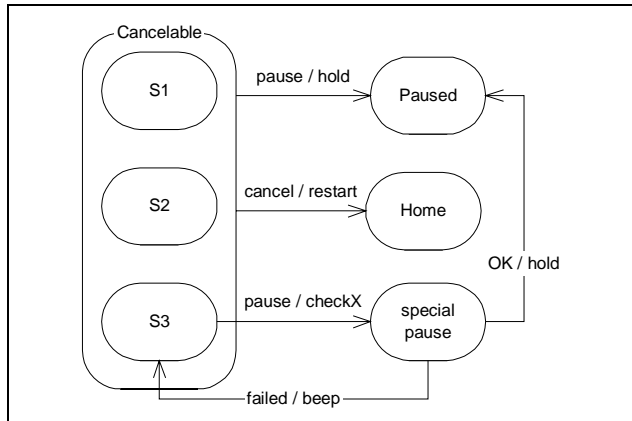 Cancelable
S1
pause / hold
Paused
S2
cancel / restart
Home
OK / hold
S3
pause / checkX
special
pause
failed / beep